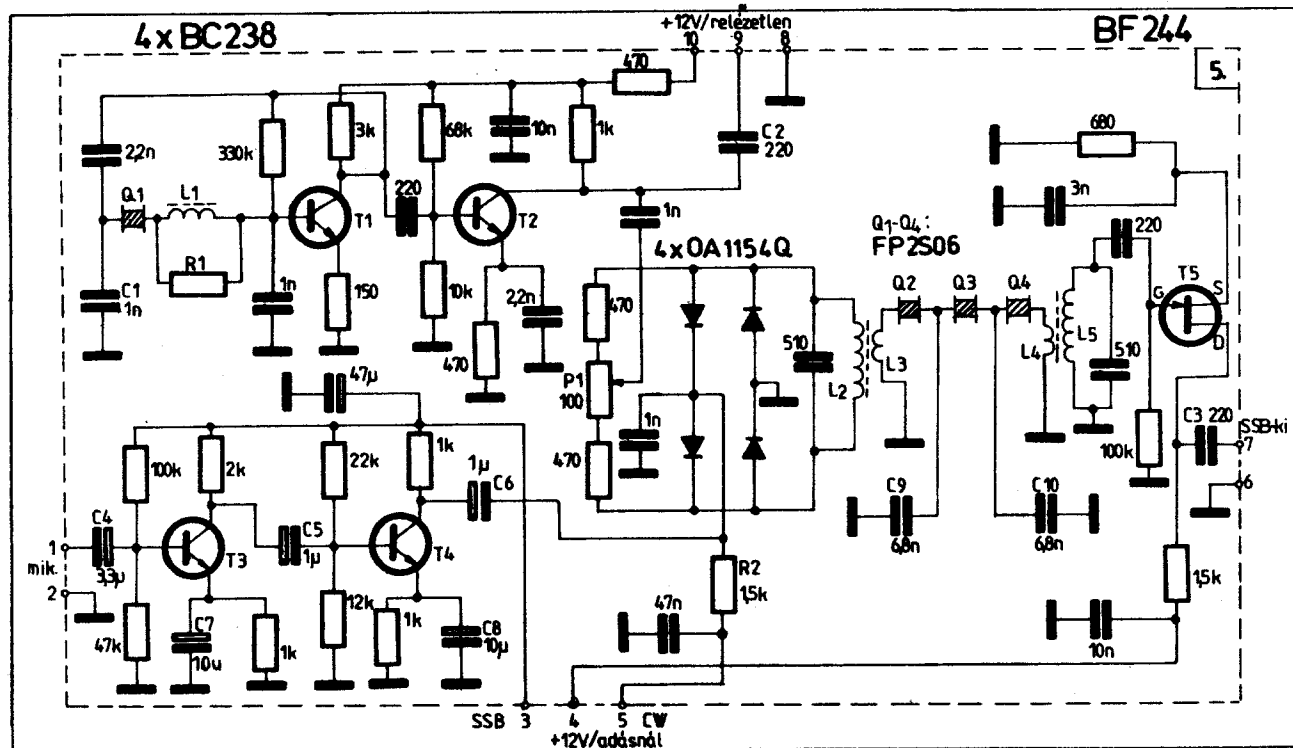 4xBC238
+12V/relézetlen
BF244
10
9
8
5.
470
2,2n
330k
3k
68k
10n
1k
C2
220
680
3n
Q1
L1
T1
220
T2
1n
Q1-Q4:
FP2S06
220
4xOA1154Q
T5
G
S
D
R1
C1
1n
1n
150
10k
2,2n
470
470
Q2
Q3
Q4
510
L2
L3
L4
L5
510
47µ
P1
100
1n
C3
220
SSB-ki
7
100k
2k
22k
1k
1µ
C6
470
100k
6
C9
C10
6,8n
6,8n
1
mik.
2
C4
3,3µ
T3
C5
1µ
T4
R2
1,5k
1,5k
47k
C7
10u
1k
12k
1k
C8
10µ
47n
10n
SSB
3
4
5
CW
+12V/adásnál